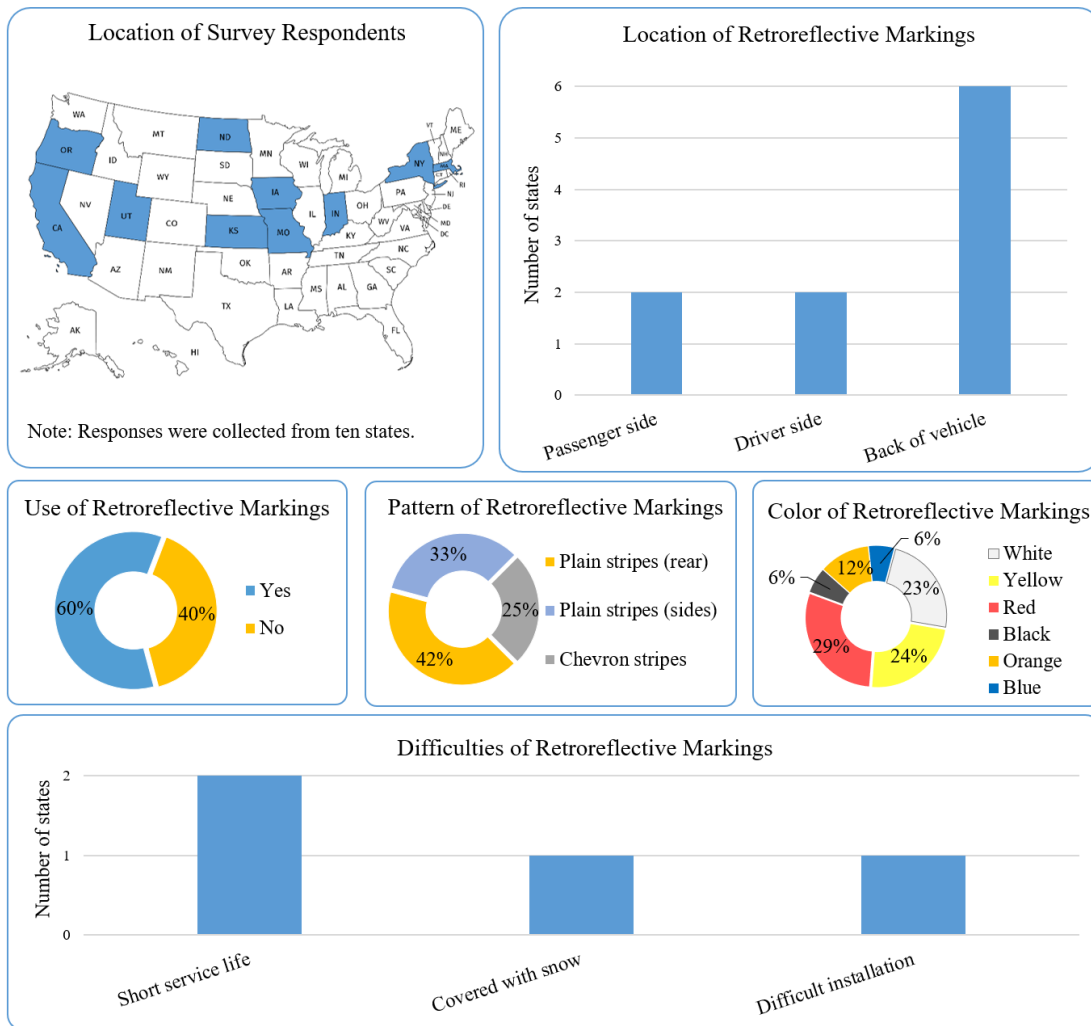 Location of Survey Respondents
WA
MT
ND
MN
VT
NH
ME
OR
ID
SD
WI
MI
NY
MA
WY
IA
PA
CT
RI
NJ
NV
NE
IL
IN
OH
DE
UT
CO
KS
MO
WV
VA
MD
DC
CA
KY
NC
TN
AZ
NM
OK
AR
SC
MS
AL
GA
TX
LA
AK
HI
FL
Note: Responses were collected from ten states.
Location of Retroreflective Markings
Number of states
6
5
4
3
2
1
0
Passenger side
Driver side
Back of vehicle
Use of Retroreflective Markings
60%
40%
Yes
No
Pattern of Retroreflective Markings
33%
25%
42%
Plain stripes (rear)
Plain stripes (sides)
Chevron stripes
Color of Retroreflective Markings
6%
12%
6%
23%
29%
24%
White
Yellow
Red
Black
Orange
Blue
Difficulties of Retroreflective Markings
Number of states
2
1
0
Short service life
Covered with snow
Difficult installation